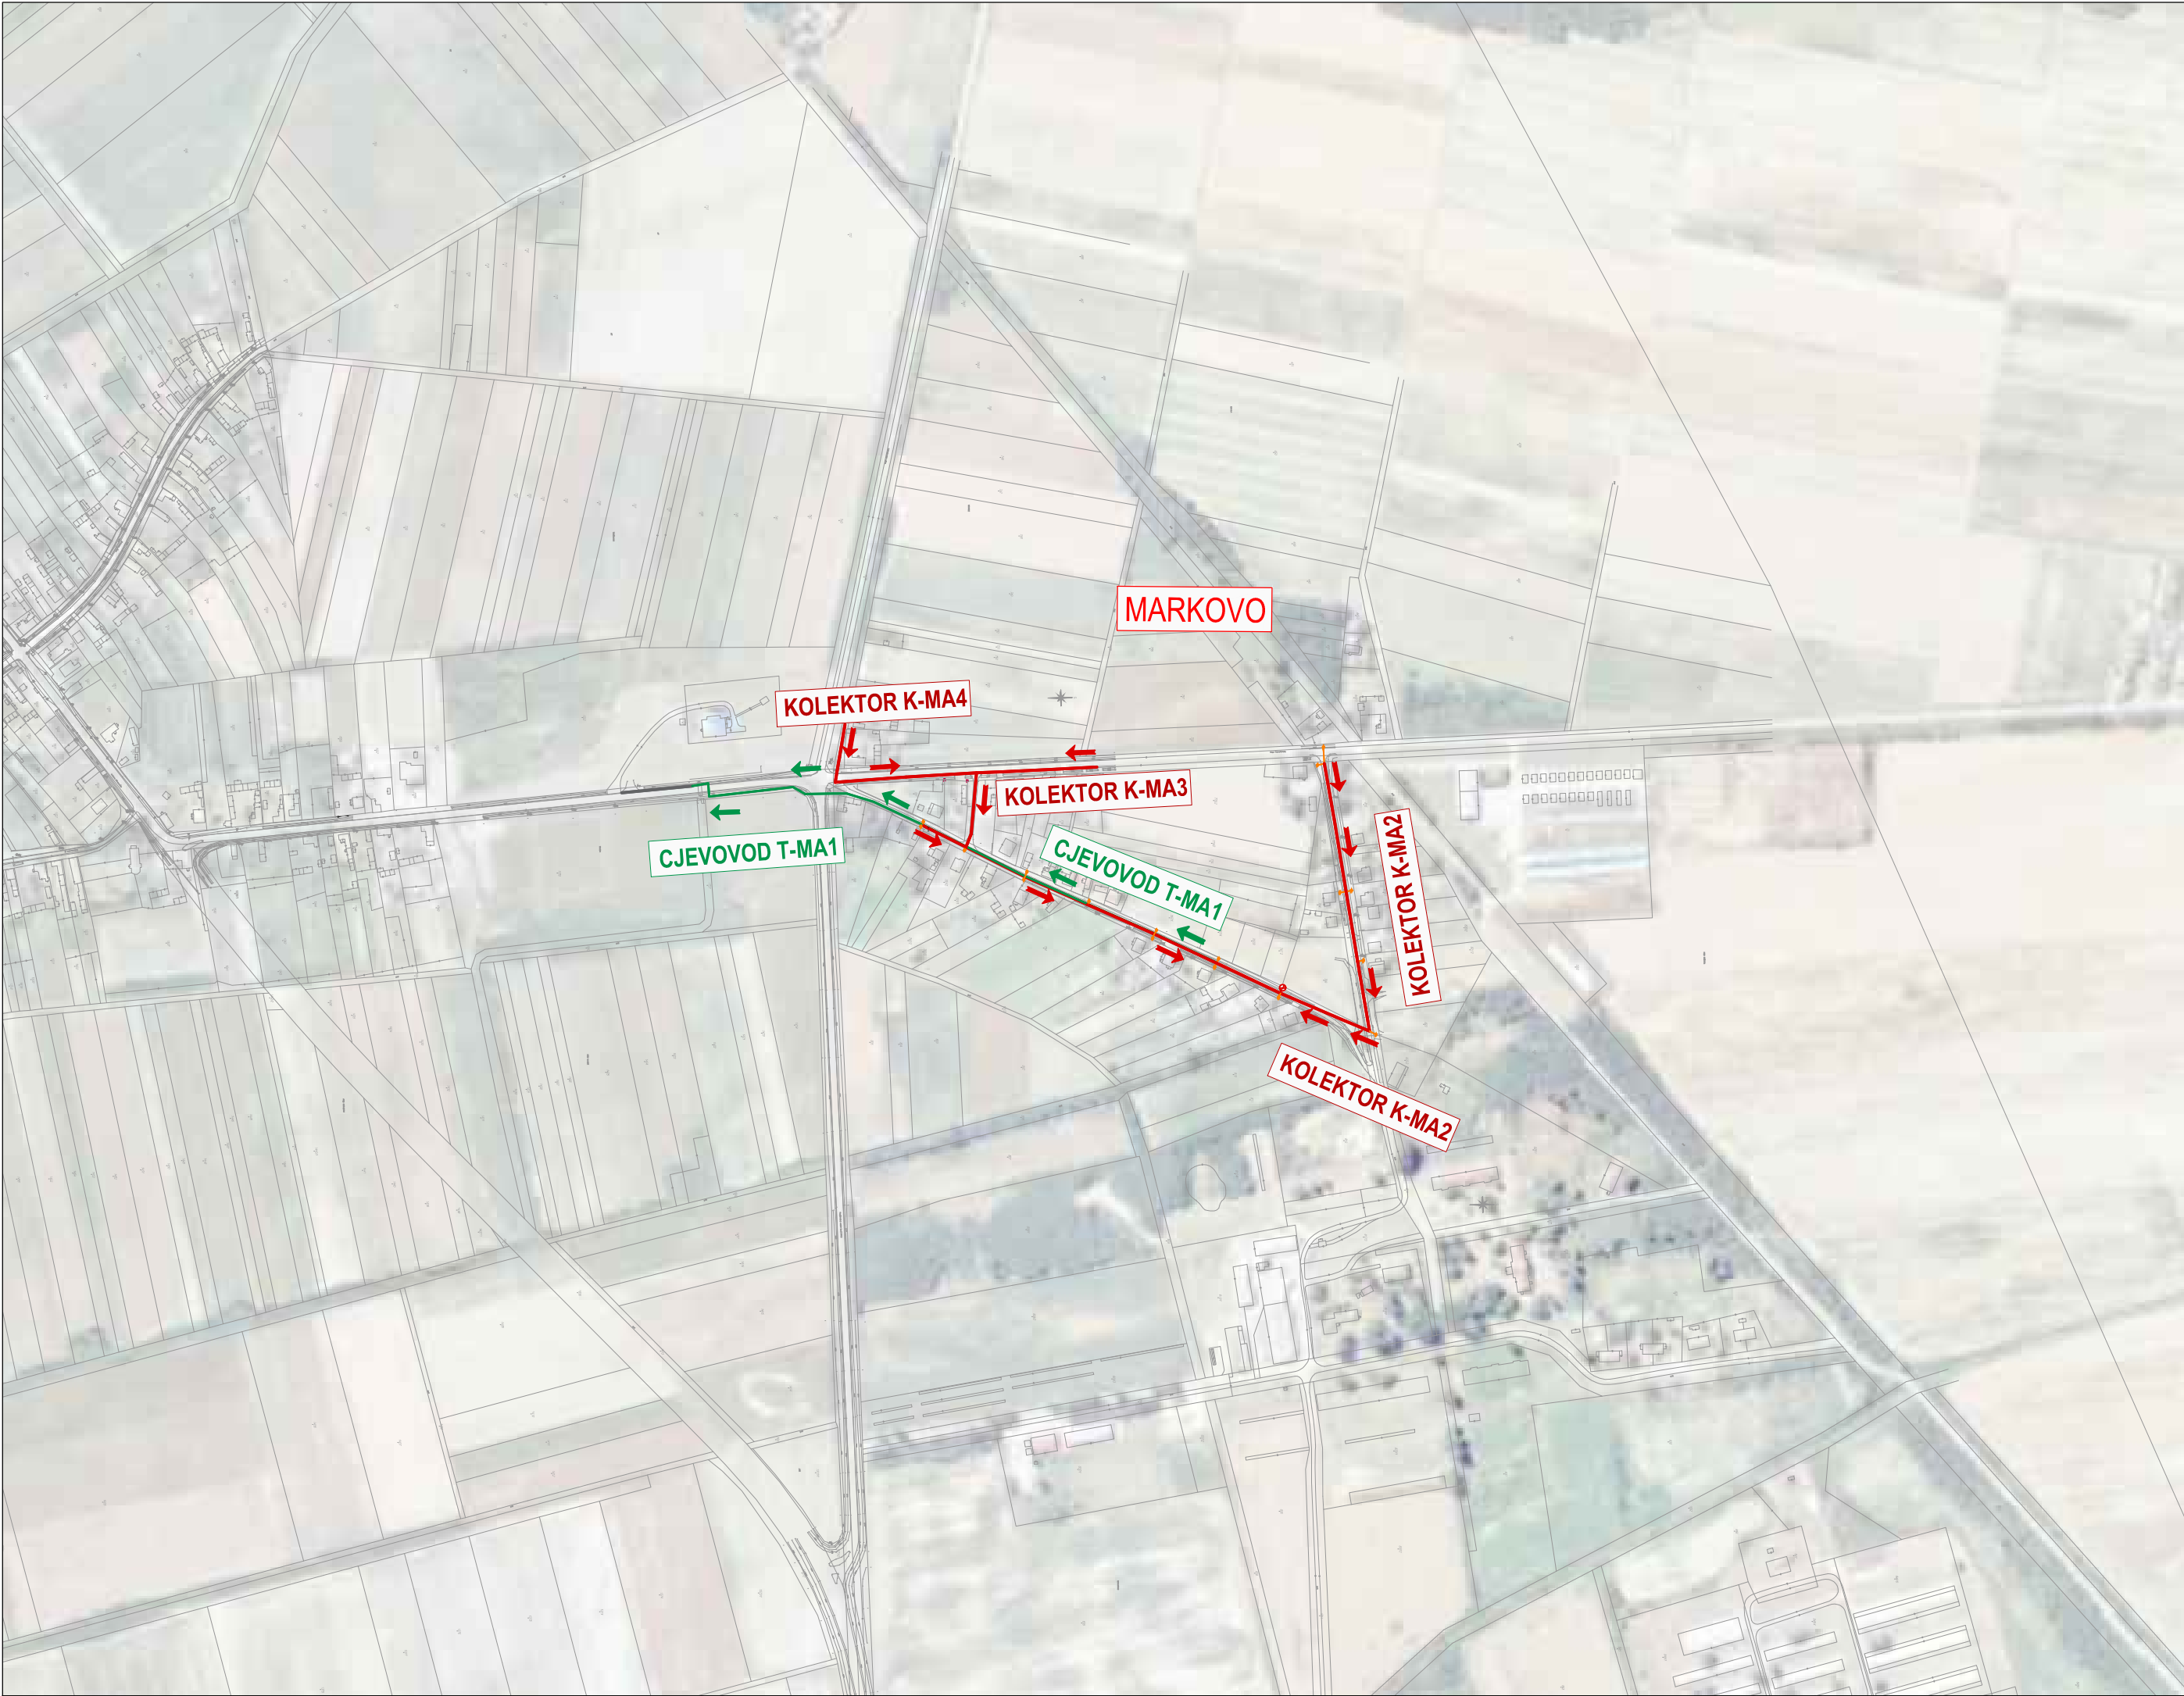 MARKOVO
KOLEKTOR K-MA4
KOLEKTOR K-MA3
CJEVOVOD T-MA1
CJEVOVOD T-MA1
KOLEKTOR K-MA2
KOLEKTOR K-MA2